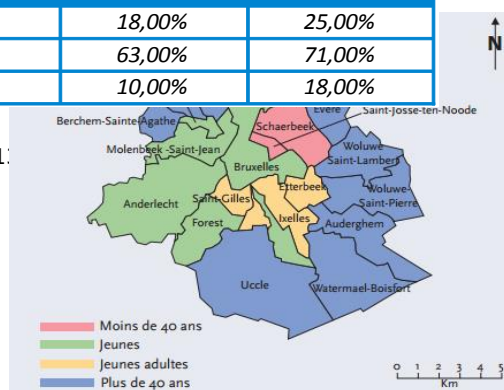 18,00% 25,00%
63,00% 71,00%
10,00% 18,00%
N
Evere
Berchem-Sainte-Agathe
Saint-Josse-ten-Noode
Schaerbeek
Molenbeek-Saint-Jean
Woluwe
Saint-Lambert
Bruxelles
Etterbeek
Woluwe-
Saint-Pierre
Anderlecht
Saint-Gilles
Ixelles
Forest
Auderghem
Uccle
Watermael-Boisfort
Moins de 40 ans
Jeunes
Jeunes adultes
Plus de 40 ans
0 1 2 3 4 5
Km